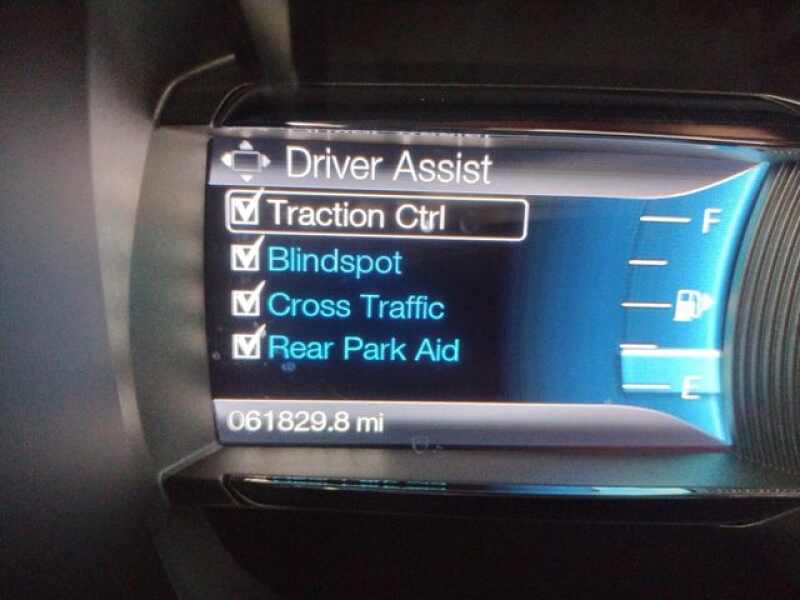 Driver Assist
Traction Ctrl
Blindspot
Cross Traffic
Rear Park Aid
F
E
061829.8 mi